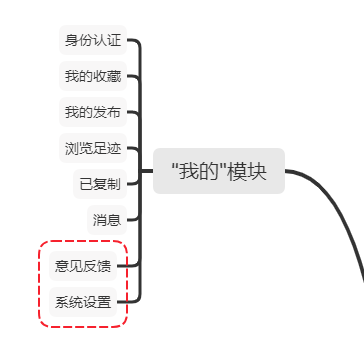 身份认证
我的收藏
我的发布
浏览足迹
已复制
消息
意见反馈
系统设置
"我的"模块